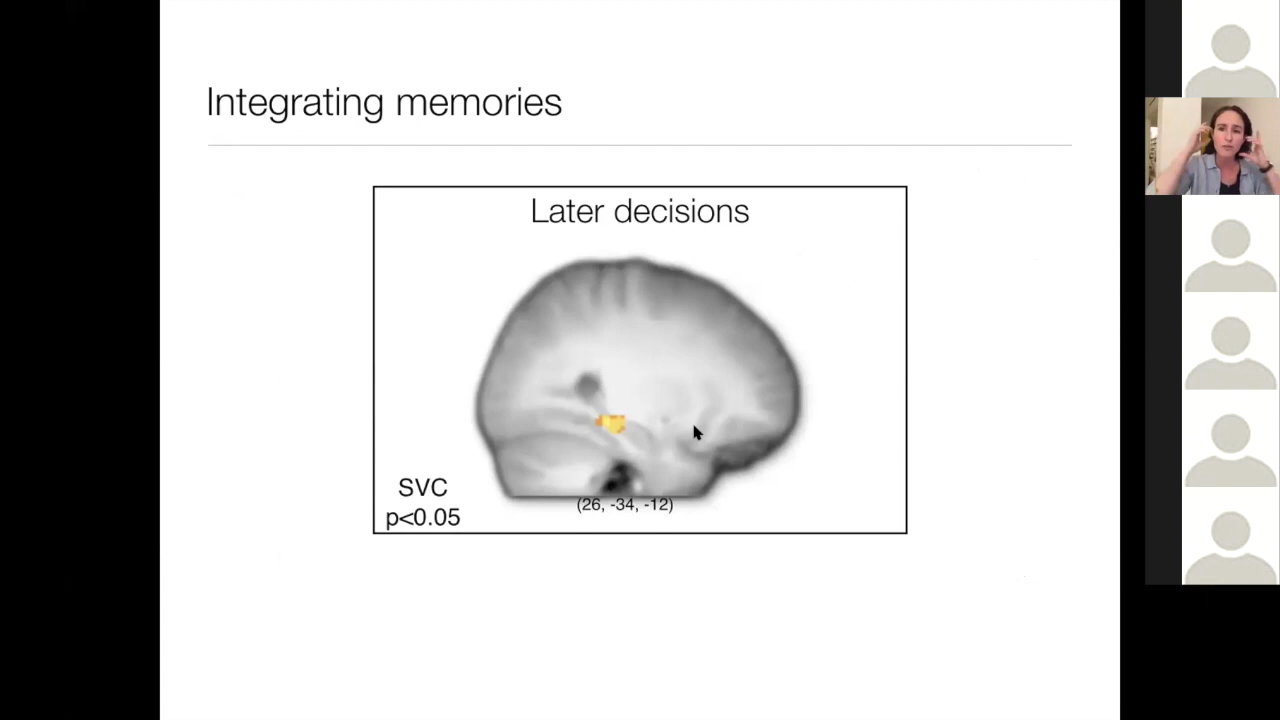 Integrating memories
Later decisions
SVC
p<0.05
(26, -34, -12)